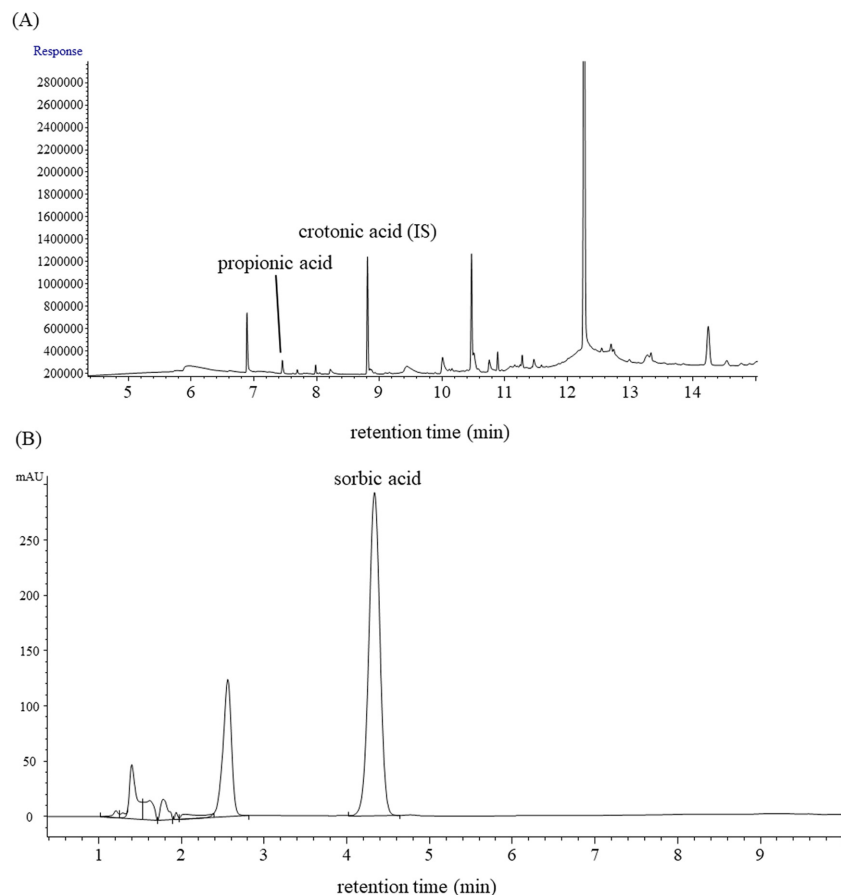 (A)
Response
2800000
2600000
2400000
2200000
2000000
1800000
1600000
1400000
1200000
1000000
800000
600000
400000
200000
crotonic acid (IS)
propionic acid
5 6 7 8 9 10 11 12 13 14
retention time (min)
(B)
mAU
sorbic acid
250
200
150
100
50
0
1 2 3 4 5 6 7 8 9
retention time (min)